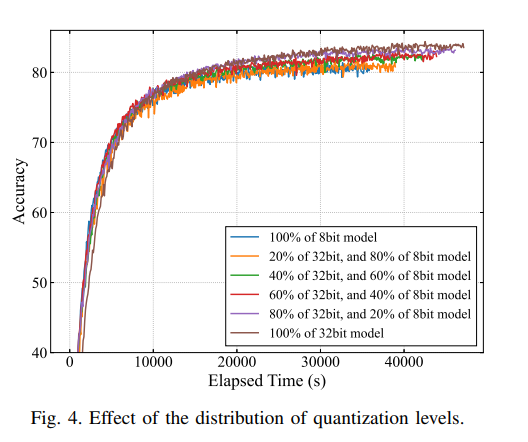 80
70
60
50
40
Accuracy
100% of 8bit model
20% of 32bit, and 80% of 8bit model
40% of 32bit, and 60% of 8bit model
60% of 32bit, and 40% of 8bit model
80% of 32bit, and 20% of 8bit model
100% of 32bit model
0 10000 20000 30000 40000
Elapsed Time (s)
Fig. 4. Effect of the distribution of quantization levels.